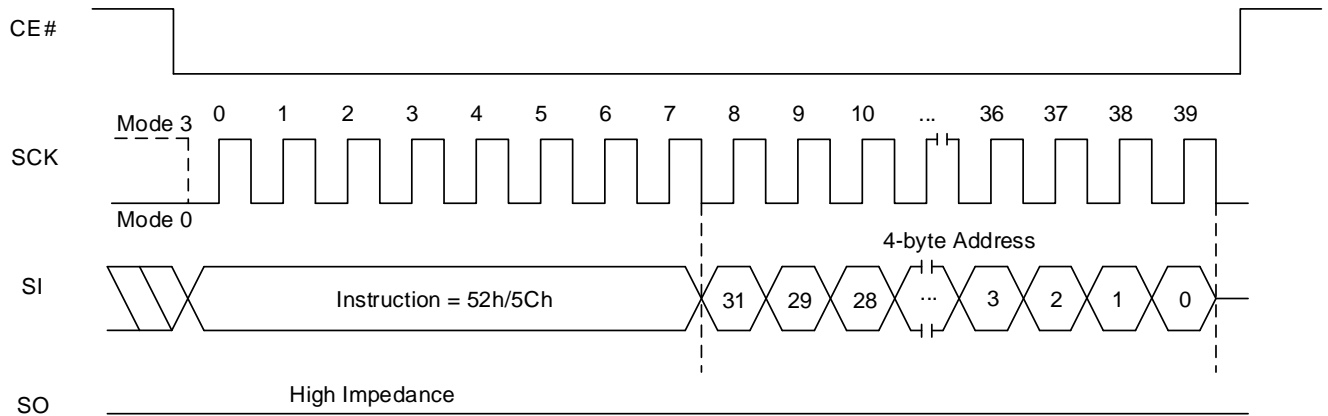 CE#
0 1 2 3 4 5 6 7 8 9 10 ... 36 37 38 39
Mode 3
SCK
Mode 0
4-byte Address
SI
Instruction = 52h/5Ch 31 29 28 ... 3 2 1 0
High Impedance
SO